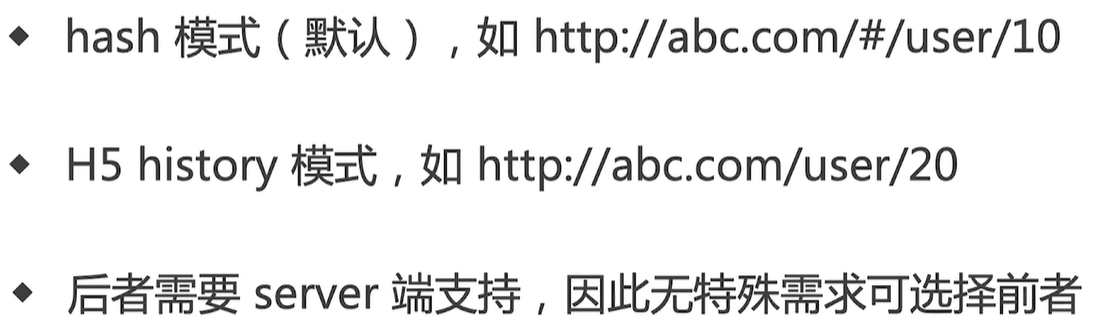 ◆ hash 模式（默认），如 http://abc.com/#/user/10
◆ H5 history 模式，如 http://abc.com/user/20
◆ 后者需要 server 端支持，因此无特殊需求可选择前者